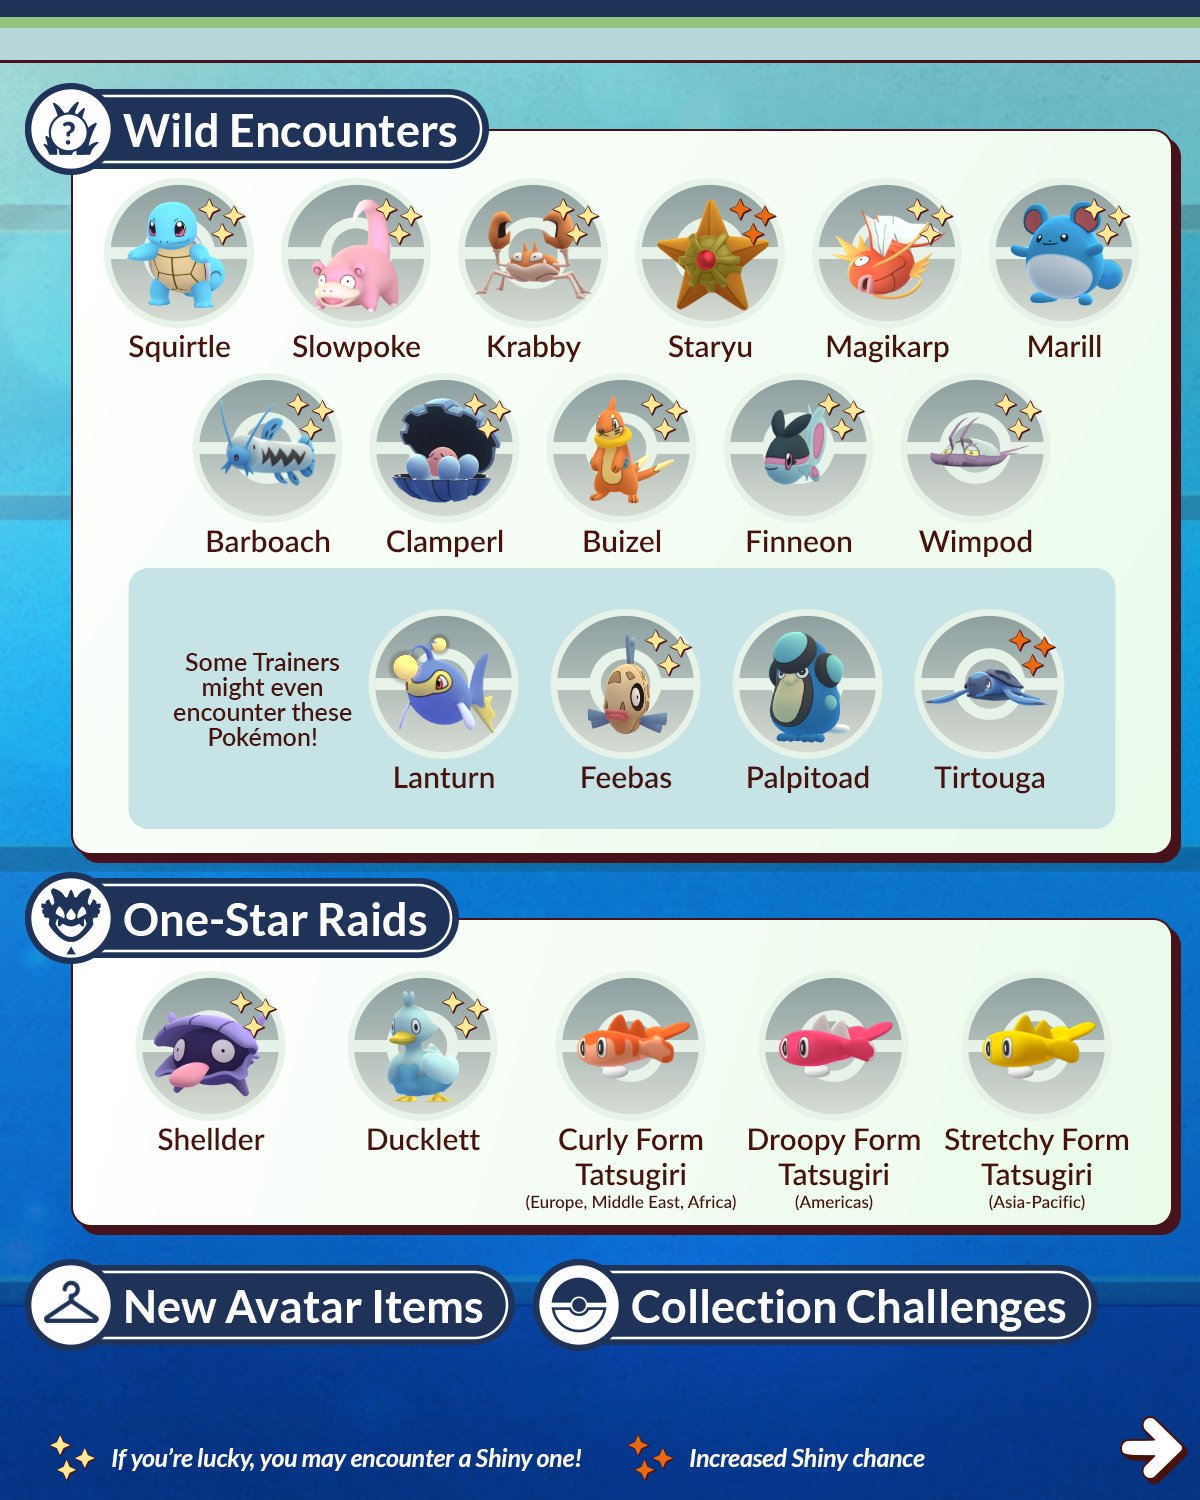 Wild Encounters
Squirtle
Slowpoke
Krabby
Staryu
Magikarp
Marill
Barboach
Clamperl
Buizel
Finneon
Wimpod
Some Trainers
might even
encounter these
Pokémon!
Lanturn
Feebas
Palpitoad
Tirtouga
One-Star Raids
Shellder
Ducklett
Curly Form
Tatsugiri
(Europe, Middle East, Africa)
Droopy Form
Tatsugiri
(Americas)
Stretchy Form
Tatsugiri
(Asia-Pacific)
New Avatar Items
Collection Challenges
If you're lucky, you may encounter a Shiny one!
Increased Shiny chance